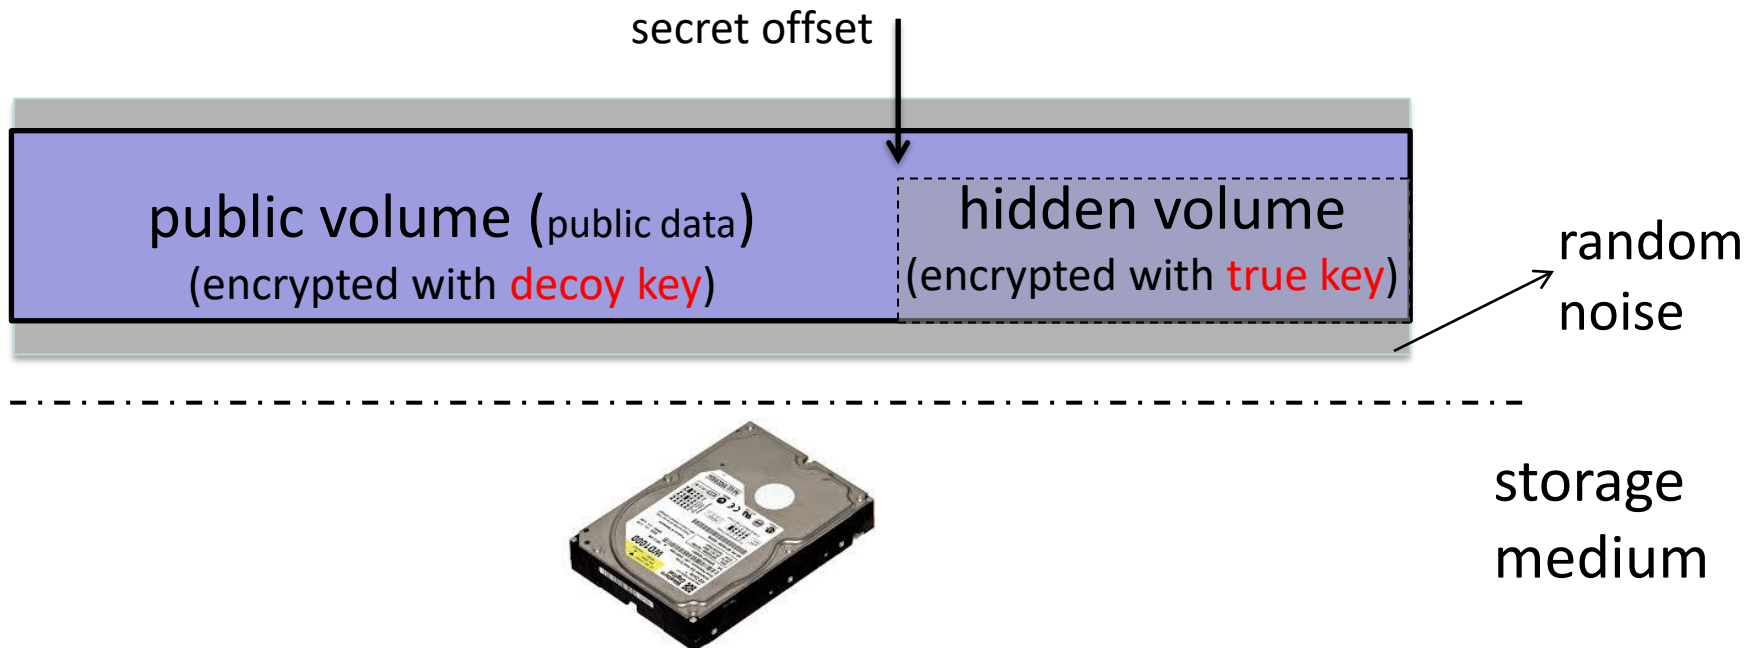 secret offset
public volume (public data)
(encrypted with decoy key)
hidden volume
(encrypted with true key)
random
noise
storage
medium
WD1000